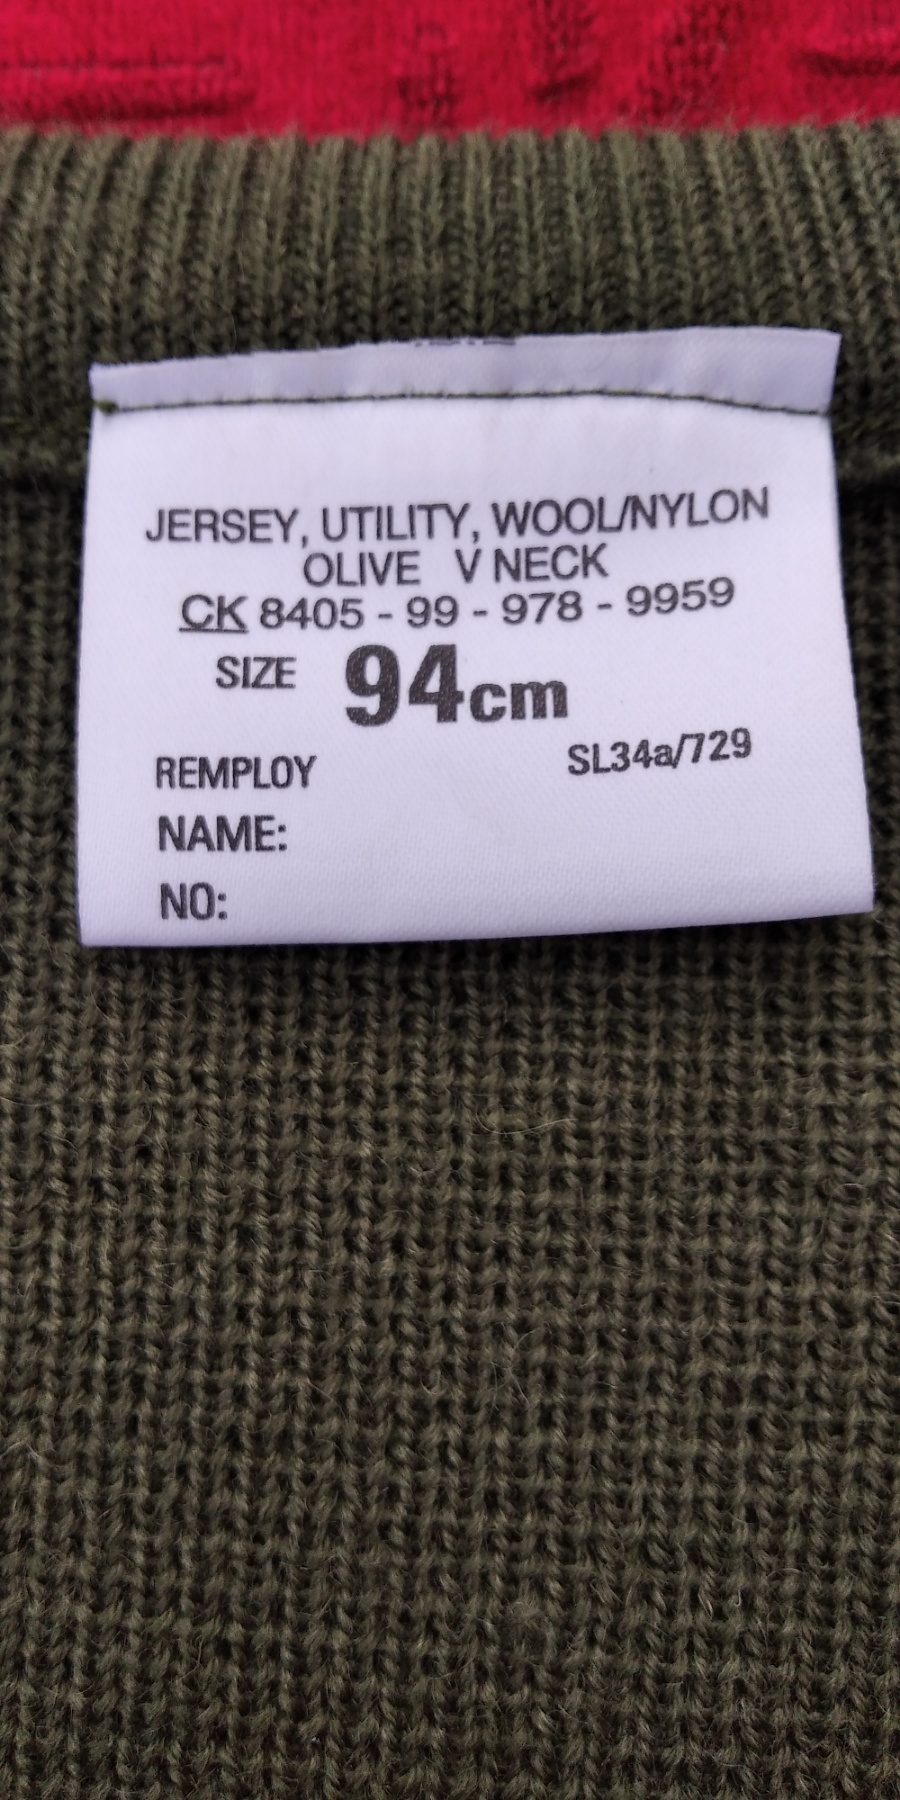 JERSEY, UTILITY, WOOL/NYLON
OLIVE V NECK
CK 8405 - 99 - 978 - 9959
SIZE 94cm
REMPLOY SL34a/729
NAME:
NO: